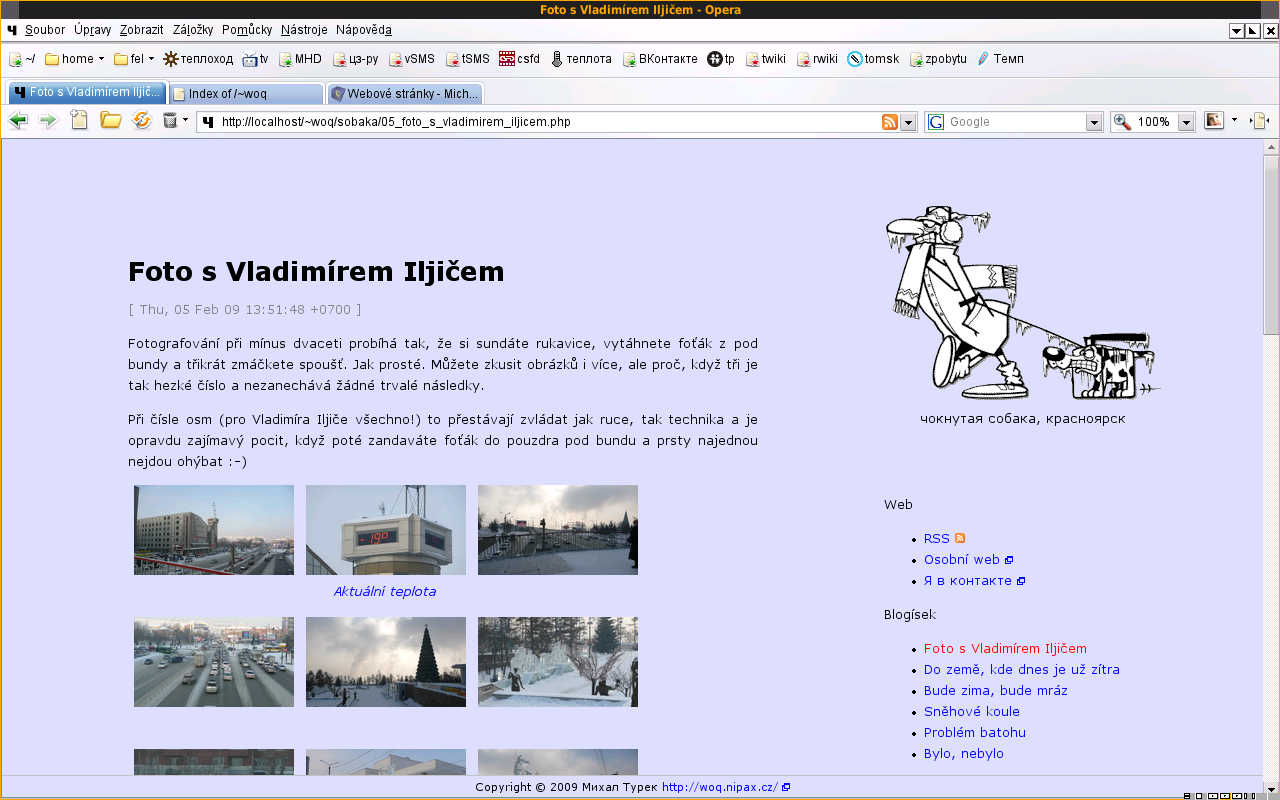 Foto s Vladimírem Iljičem - Opera
Soubor Úpravy Zobrazit Záložky Pomůcky Nástroje Nápověda
~/ home fel теплоход tv MHD цз-ру vSMS tSMS csfd теплота ВКонтакте tp twiki rwiki tomsk zpobytu Темп
Foto s Vladimírem Iljič... Index of /~woq Webové stránky - Mich...
http://localhost/~woq/sobaka/05_foto_s_vladimirem_iljicem.php Google 100%
Foto s Vladimírem Iljičem
[ Thu, 05 Feb 09 13:51:48 +0700 ]
Fotografování při mínus dvaceti probíhá tak, že si sundáte rukavice, vytáhnete foťák z pod
bundy a třikrát zmáčkete spoušť. Jak prosté. Můžete zkusit obrázků i více, ale proč, když tři je
tak hezké číslo a nezanechává žádné trvalé následky.
Při čísle osm (pro Vladimíra Iljiče všechno!) to přestávají zvládat jak ruce, tak technika a je
opravdu zajímavý pocit, když poté zandaváte foťák do pouzdra pod bundu a prsty najednou
nejdou ohýbat :-)
-19°
Aktuální teplota
чокнутая собака, красноярск
Web
RSS
Osobní web
Я в контакте
Blogísek
Foto s Vladimírem Iljičem
Do země, kde dnes je už zítra
Bude zima, bude mráz
Sněhové koule
Problém batohu
Bylo, nebylo
Copyright © 2009 Михал Турек http://woq.nipax.cz/